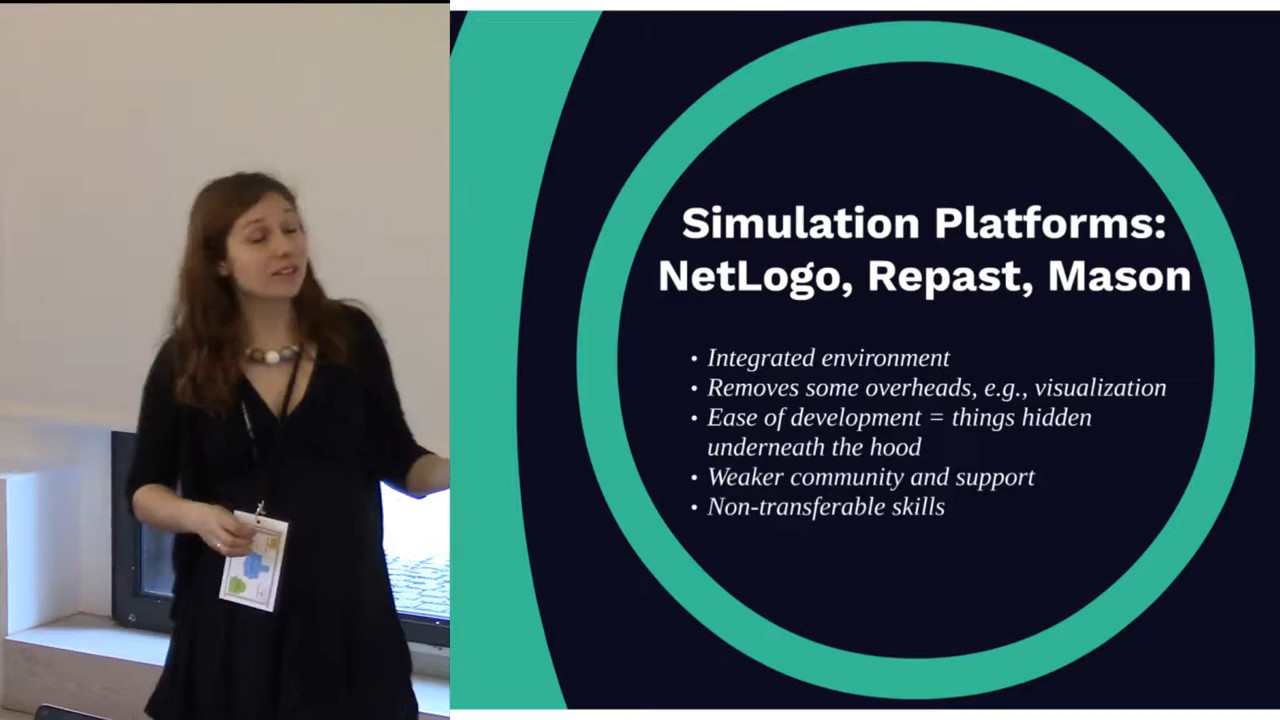 Simulation Platforms:
NetLogo, Repast, Mason
• Integrated environment
• Removes some overheads, e.g., visualization
• Ease of development = things hidden
underneath the hood
• Weaker community and support
• Non-transferable skills